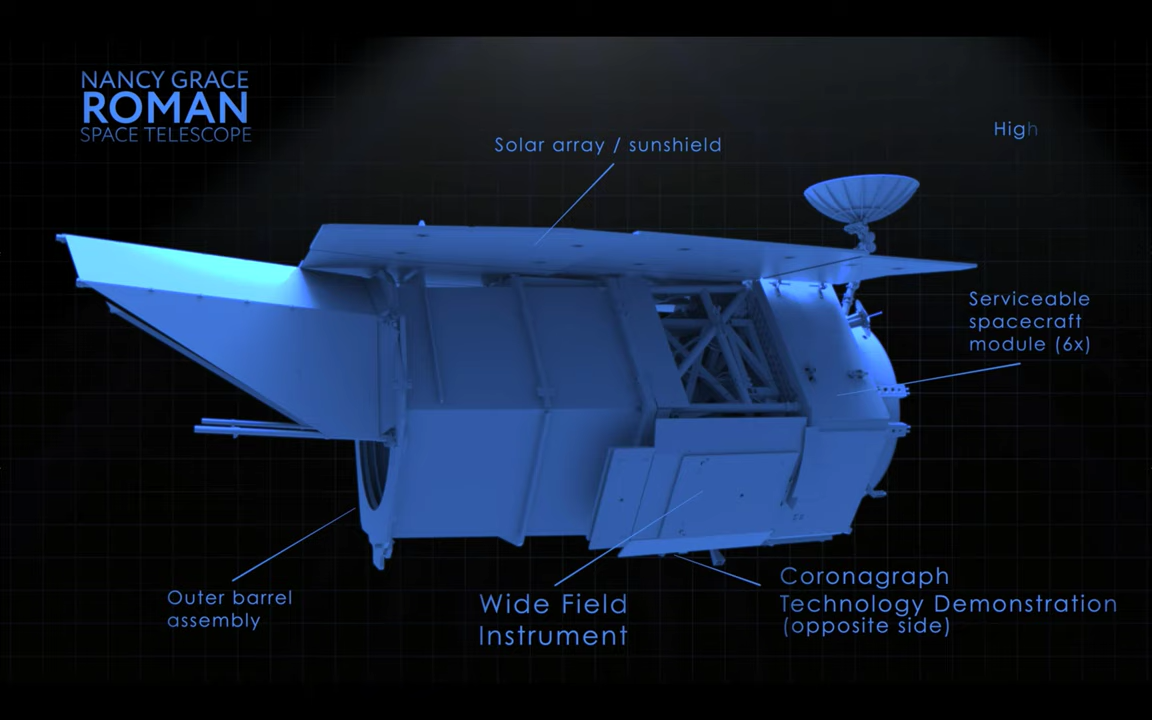 NANCY GRACE
ROMAN
SPACE TELESCOPE
High
Solar array / sunshield
Serviceable
spacecraft
module (6x)
Outer barrel
assembly
Wide Field
Instrument
Coronagraph
Technology Demonstration
(opposite side)